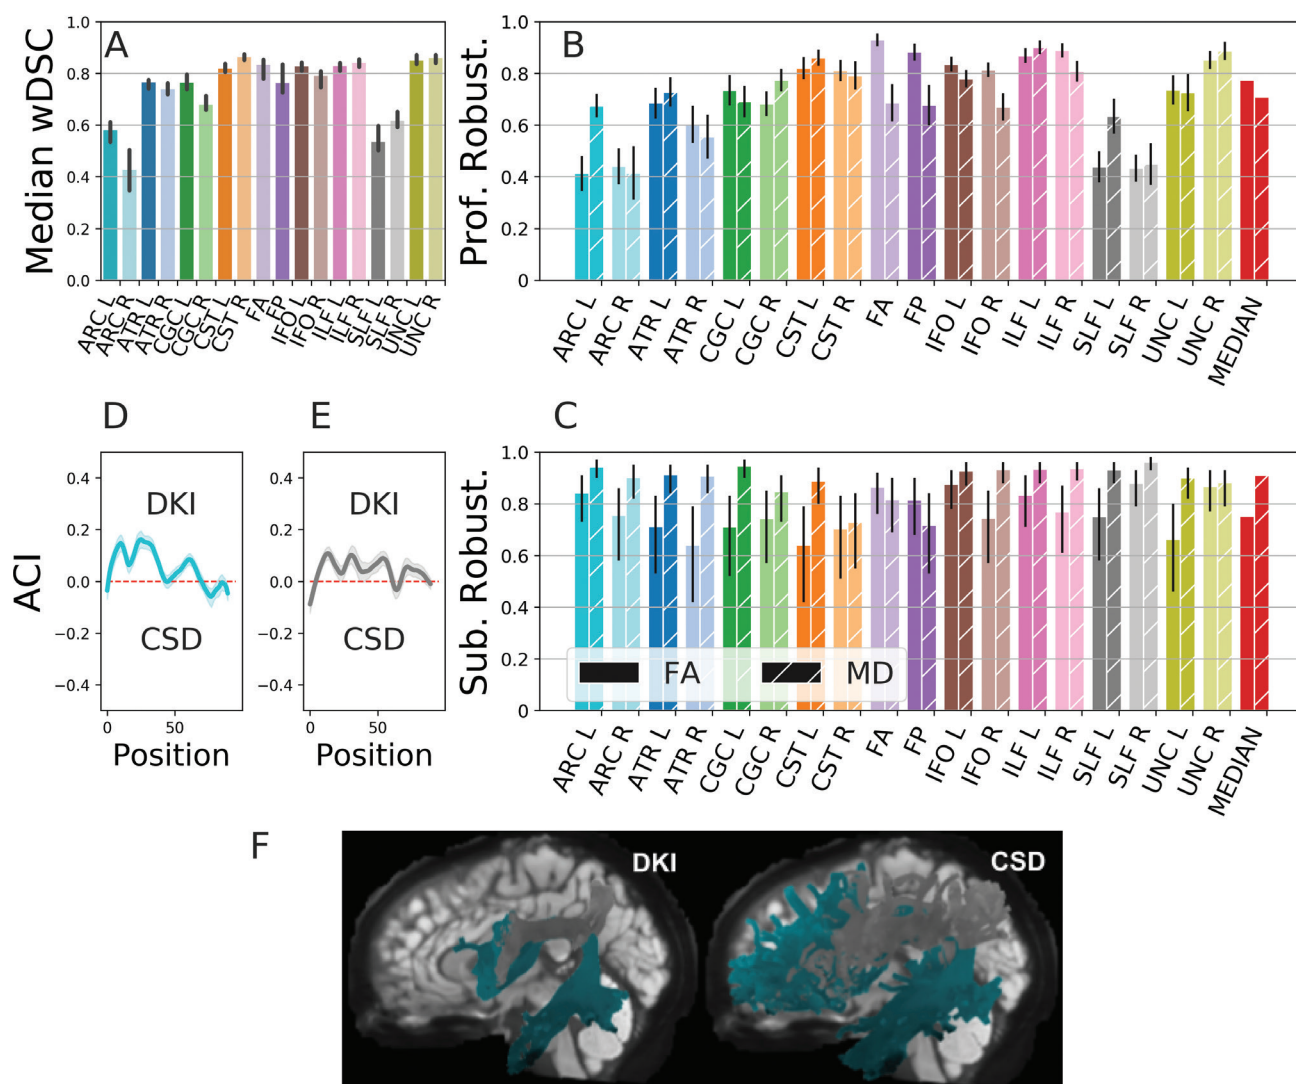 A
Median wDSC
1.0
0.8
0.6
0.4
0.2
0.0
ARC L
ARC R
ATR L
ATR R
CGC L
CGC R
CST L
CST R
FA
FP
IFO L
IFO R
ILF L
ILF R
SLF L
SLF R
UNC L
UNC R
B
Prof. Robust.
1.0
0.8
0.6
0.4
0.2
0
ARC L
ARC R
ATR L
ATR R
CGC L
CGC R
CST L
CST R
FA
FP
IFO L
IFO R
ILF L
ILF R
SLF L
SLF R
UNC L
UNC R
MEDIAN
D
ACI
0.4
0.2
0.0
−0.2
−0.4
DKI
CSD
0
50
Position
E
0.4
0.2
0.0
−0.2
−0.4
DKI
CSD
0
50
Position
C
Sub. Robust.
1.0
0.8
0.6
0.4
0.2
0
FA
MD
ARC L
ARC R
ATR L
ATR R
CGC L
CGC R
CST L
CST R
FA
FP
IFO L
IFO R
ILF L
ILF R
SLF L
SLF R
UNC L
UNC R
MEDIAN
F
DKI
CSD